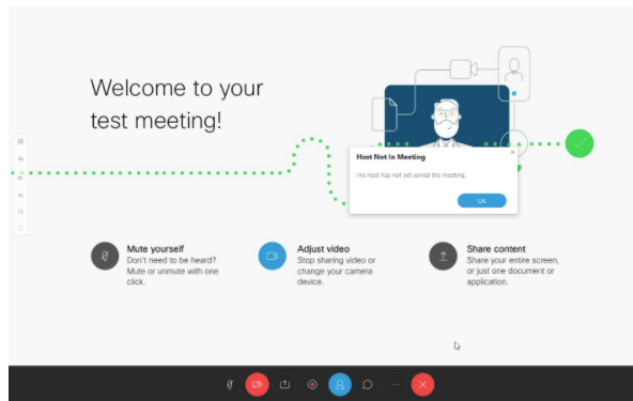 Welcome to your
test meeting!
Host Not In Meeting
The host has not yet joined the meeting.
OK
Mute yourself
Don't need to be heard?
Mute or unmute with one
click.
Adjust video
Stop sharing video or
change your camera
device.
Share content
Share your entire screen,
or just one document or
application.